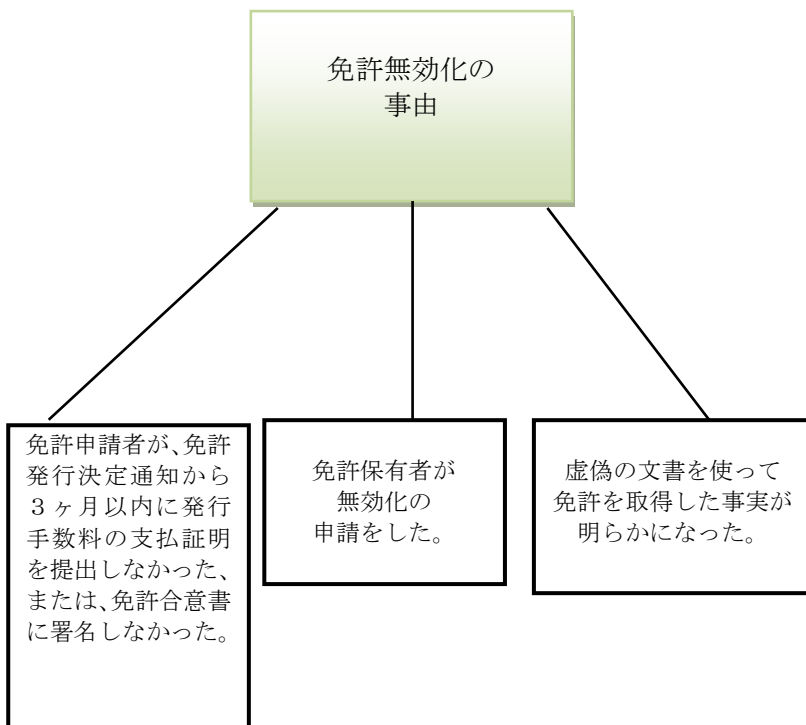 免許無効化の
事由
免許申請者が、免許
発行決定通知から
３ヶ月以内に発行
手数料の支払証明
を提出しなかった、
または、免許合意書
に署名しなかった。
免許保有者が
無効化の
申請をした。
虚偽の文書を使って
免許を取得した事実が
明らかになった。